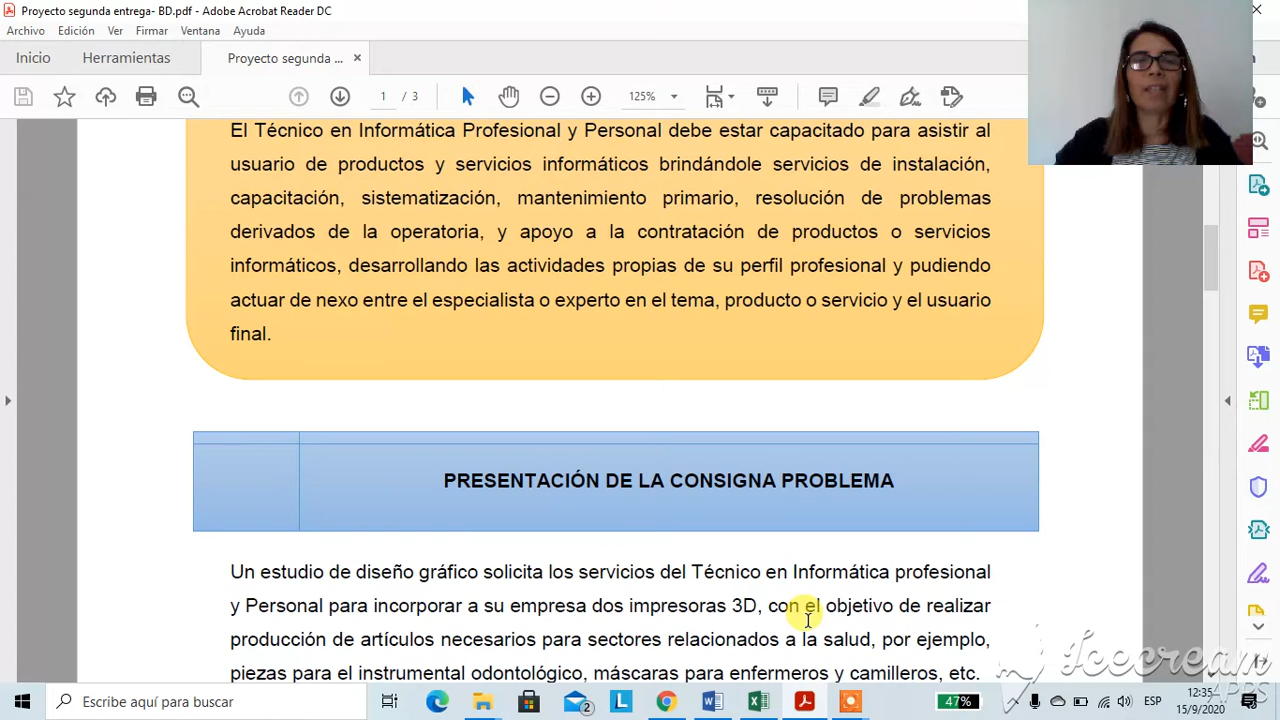 Proyecto segunda entrega- BD.pdf - Adobe Acrobat Reader DC
Archivo Edición Ver Firmar Ventana Ayuda
Inicio Herramientas Proyecto segunda ... ×
1 / 3 125%
El Técnico en Informática Profesional y Personal debe estar capacitado para asistir al
usuario de productos y servicios informáticos brindándole servicios de instalación,
capacitación, sistematización, mantenimiento primario, resolución de problemas
derivados de la operatoria, y apoyo a la contratación de productos o servicios
informáticos, desarrollando las actividades propias de su perfil profesional y pudiendo
actuar de nexo entre el especialista o experto en el tema, producto o servicio y el usuario
final.
PRESENTACIÓN DE LA CONSIGNA PROBLEMA
Un estudio de diseño gráfico solicita los servicios del Técnico en Informática profesional
y Personal para incorporar a su empresa dos impresoras 3D, con el objetivo de realizar
producción de artículos necesarios para sectores relacionados a la salud, por ejemplo,
piezas para el instrumental odontológico, máscaras para enfermeros y camilleros, etc.
Icecream
APPS
Escribe aquí para buscar
2
L
47%
ESP
12:35
15/9/2020